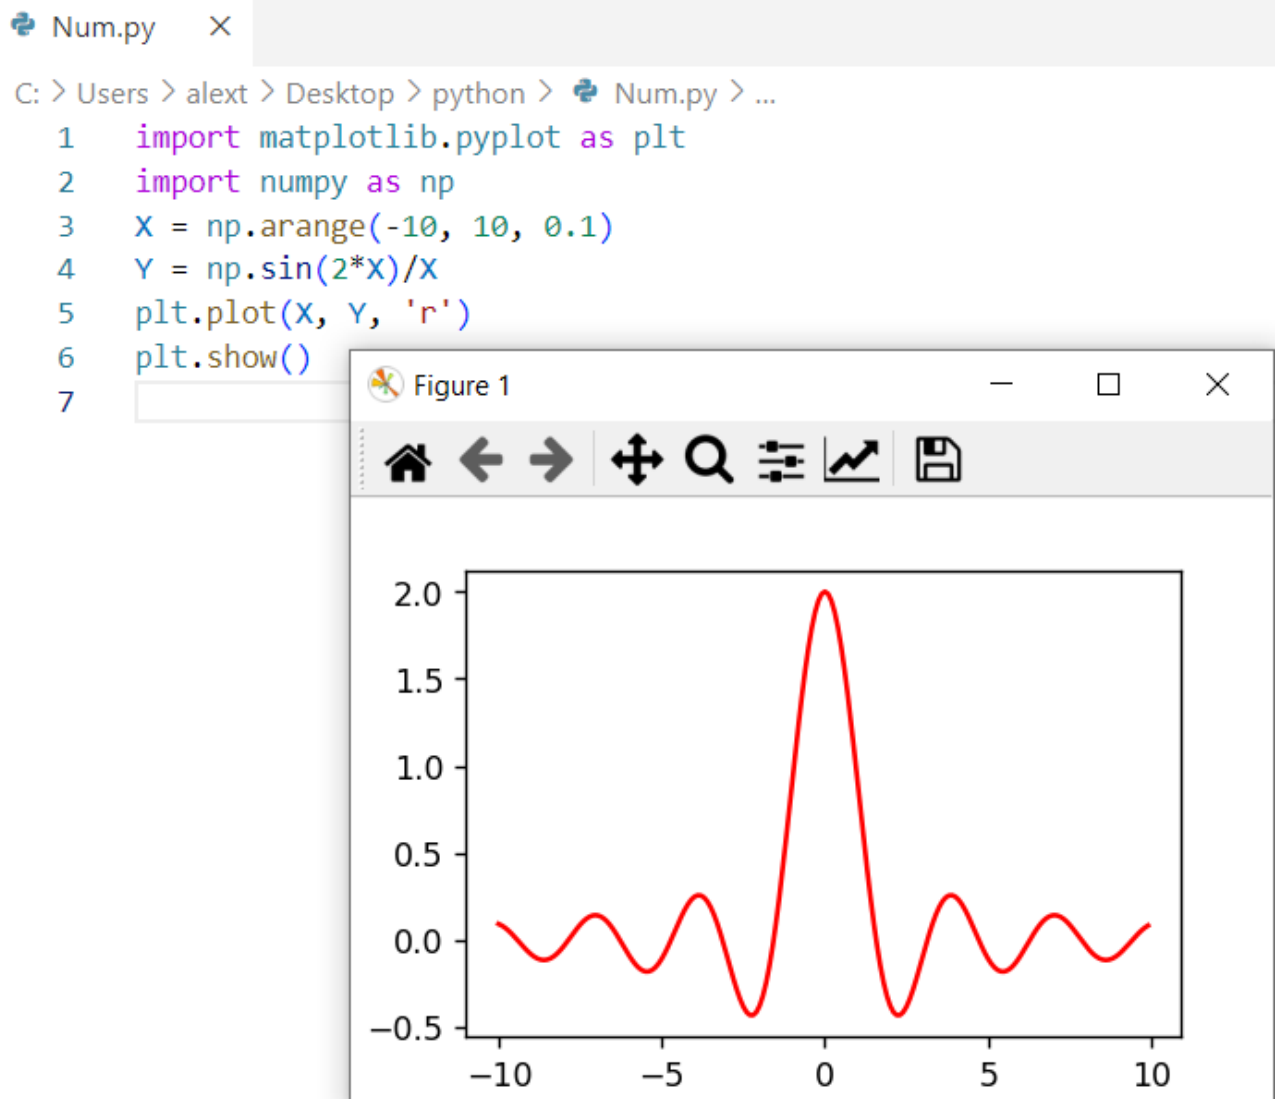 Num.py
C: > Users > alext > Desktop > python > Num.py > ...
1 import matplotlib.pyplot as plt
2 import numpy as np
3 X = np.arange(-10, 10, 0.1)
4 Y = np.sin(2*X)/X
5 plt.plot(X, Y, 'r')
6 plt.show()
7
Figure 1
2.0
1.5
1.0
0.5
0.0
−0.5
−10 −5 0 5 10